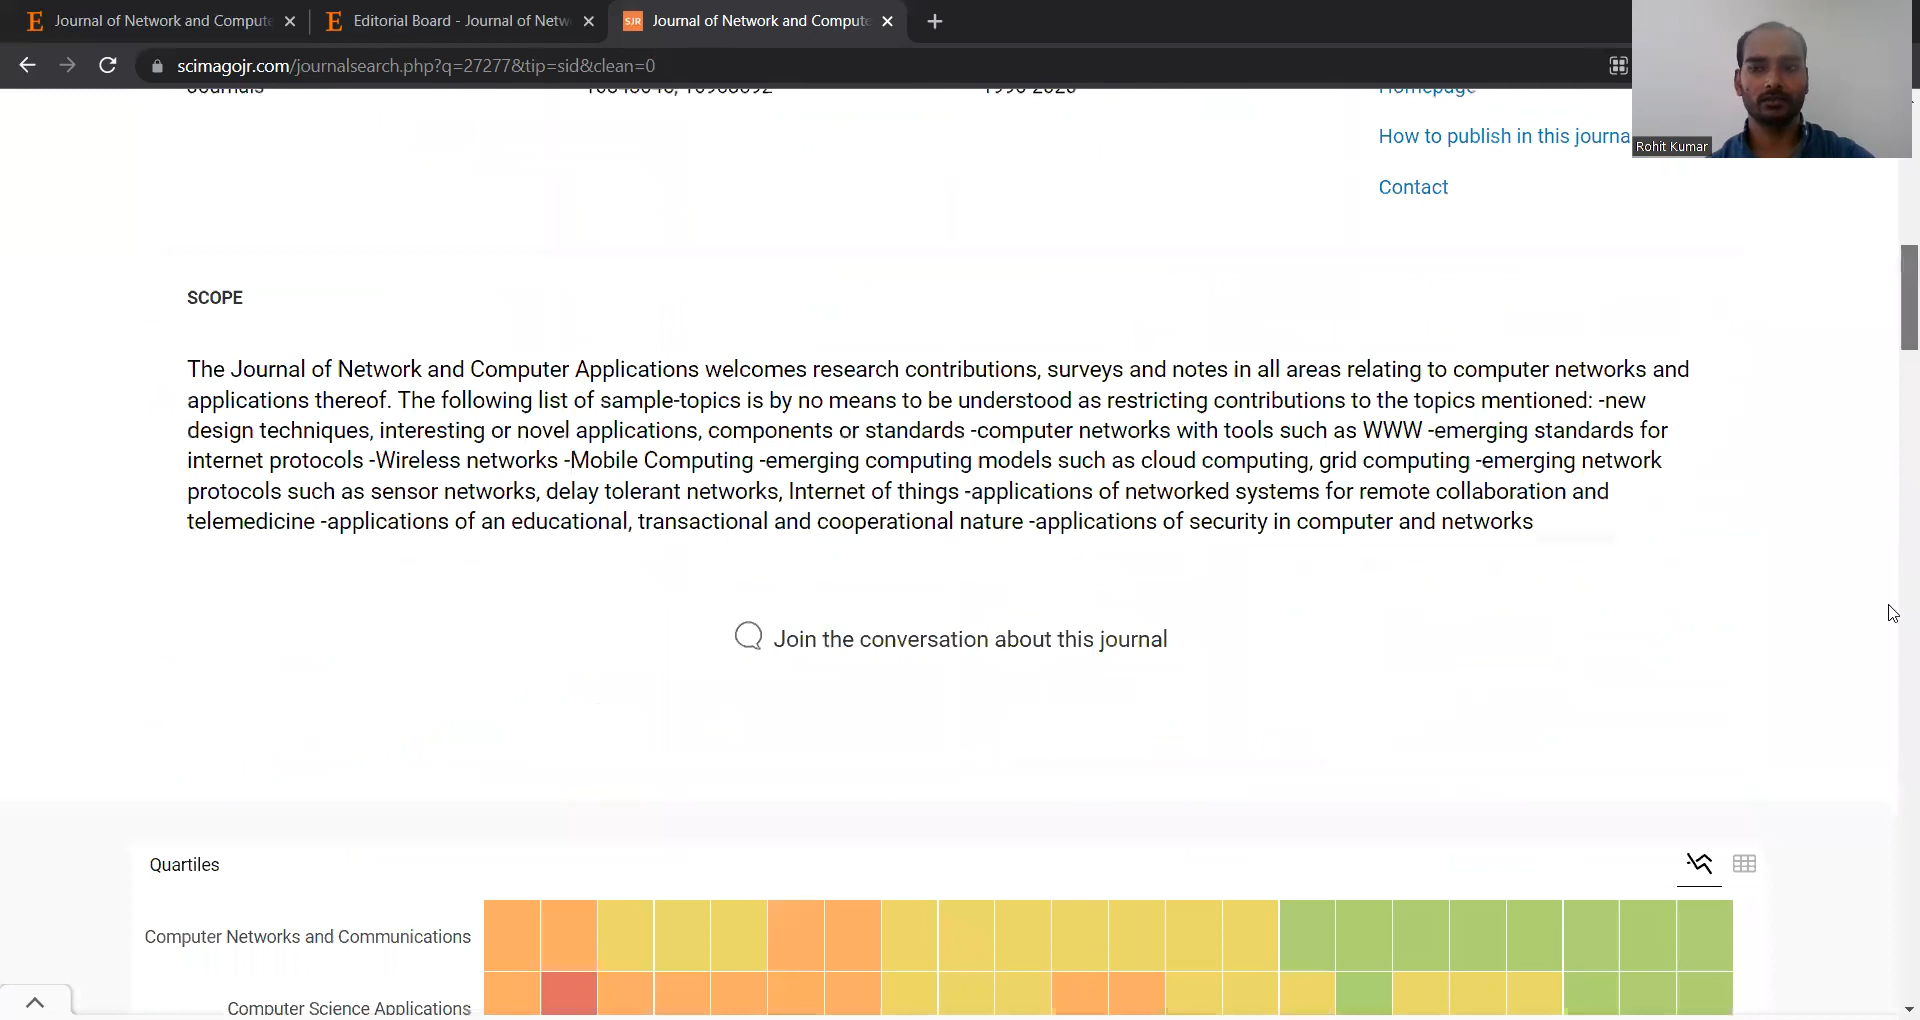 Journal of Network and Compute
Editorial Board - Journal of Netw
SJR
Journal of Network and Compute
scimagojr.com/journalsearch.php?q=27277&tip=sid&clean=0
Journals
Homepage
How to publish in this journa
Rohit Kumar
Contact
SCOPE
The Journal of Network and Computer Applications welcomes research contributions, surveys and notes in all areas relating to computer networks and
applications thereof. The following list of sample-topics is by no means to be understood as restricting contributions to the topics mentioned: -new
design techniques, interesting or novel applications, components or standards -computer networks with tools such as WWW -emerging standards for
internet protocols -Wireless networks -Mobile Computing -emerging computing models such as cloud computing, grid computing -emerging network
protocols such as sensor networks, delay tolerant networks, Internet of things -applications of networked systems for remote collaboration and
telemedicine -applications of an educational, transactional and cooperational nature -applications of security in computer and networks
Join the conversation about this journal
Quartiles
Computer Networks and Communications
Computer Science Applications